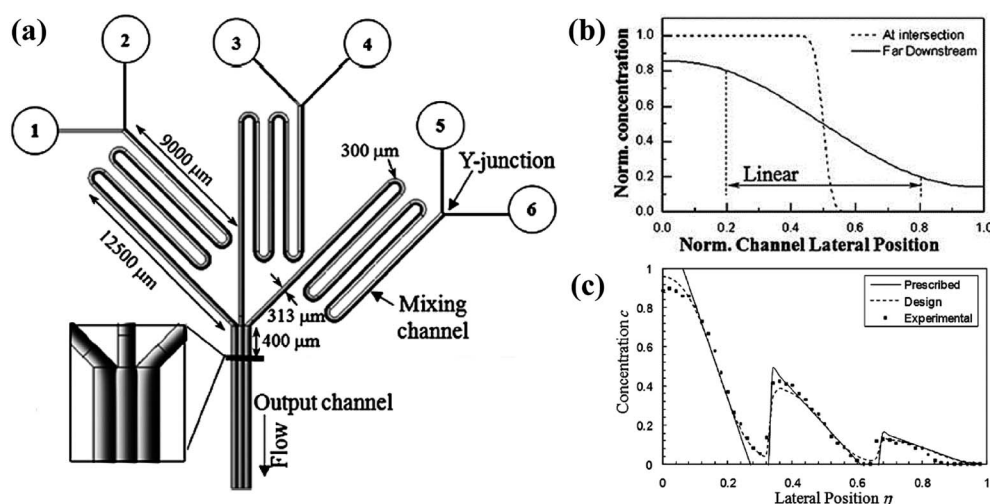 (a)
1
2
3
4
5
6
9000 μm
12500 μm
300 μm
Y-junction
313 μm
400 μm
Mixing
channel
Output channel
Flow
(b)
Norm. concentration
1.0
0.8
0.6
0.4
0.2
0.0
At intersection
Far Downstream
Linear
0.0 0.2 0.4 0.6 0.8 1.0
Norm. Channel Lateral Position
(c)
Concentration c
1
0.8
0.6
0.4
0.2
0
Prescribed
Design
Experimental
0 0.2 0.4 0.6 0.8 1
Lateral Position η